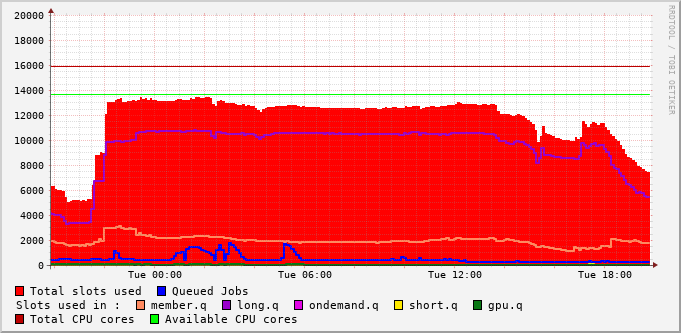 20000
18000
16000
14000
12000
10000
8000
6000
4000
2000
0
Tue 00:00 Tue 06:00 Tue 12:00 Tue 18:00
Total slots used Queued Jobs
Slots used in : member.q long.q ondemand.q short.q gpu.q
Total CPU cores Available CPU cores
RRDTOOL / TOBI OETIKER